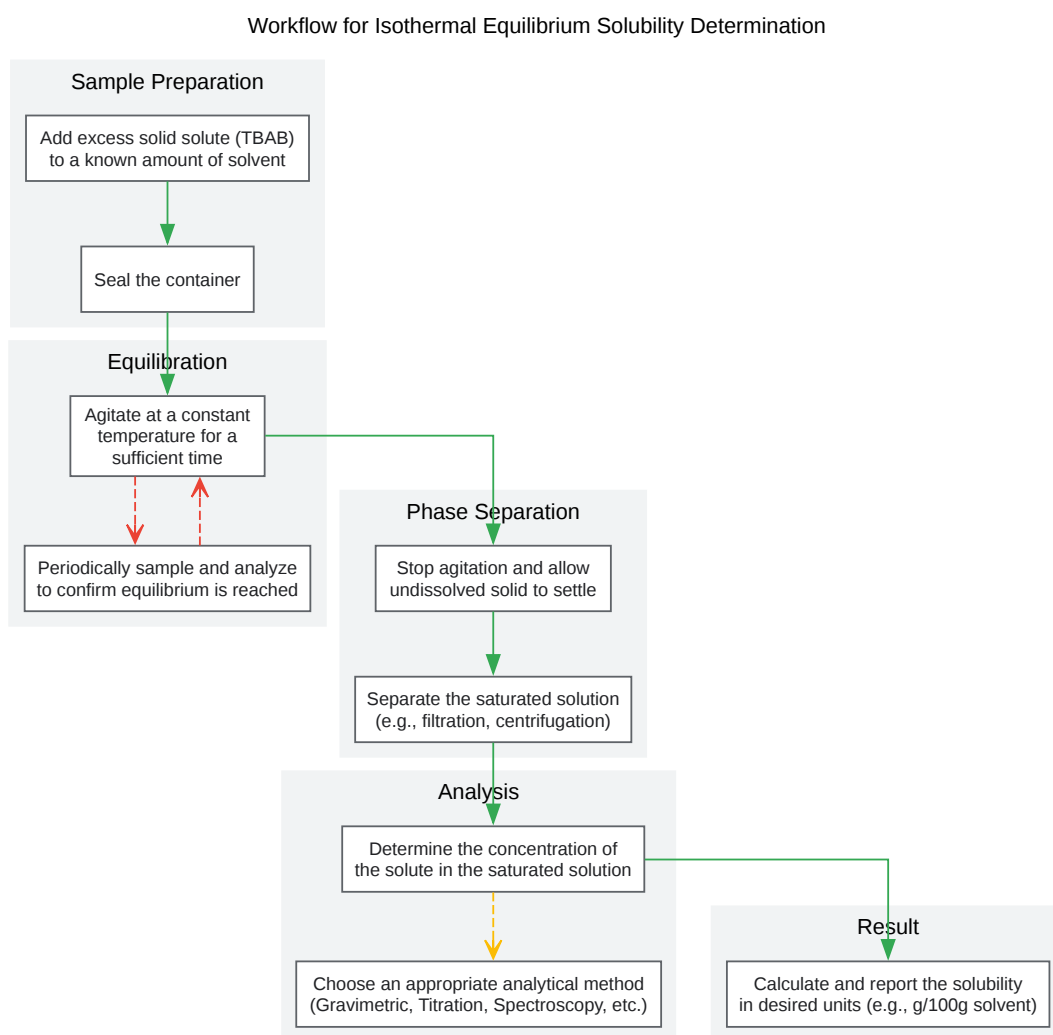 Workflow for Isothermal Equilibrium Solubility Determination
Sample Preparation
Add excess solid solute (TBAB)
to a known amount of solvent
Seal the container
Equilibration
Agitate at a constant
temperature for a
sufficient time
Periodically sample and analyze
to confirm equilibrium is reached
Phase Separation
Stop agitation and allow
undissolved solid to settle
Separate the saturated solution
(e.g., filtration, centrifugation)
Analysis
Determine the concentration of
the solute in the saturated solution
Choose an appropriate analytical method
(Gravimetric, Titration, Spectroscopy, etc.)
Result
Calculate and report the solubility
in desired units (e.g., g/100g solvent)